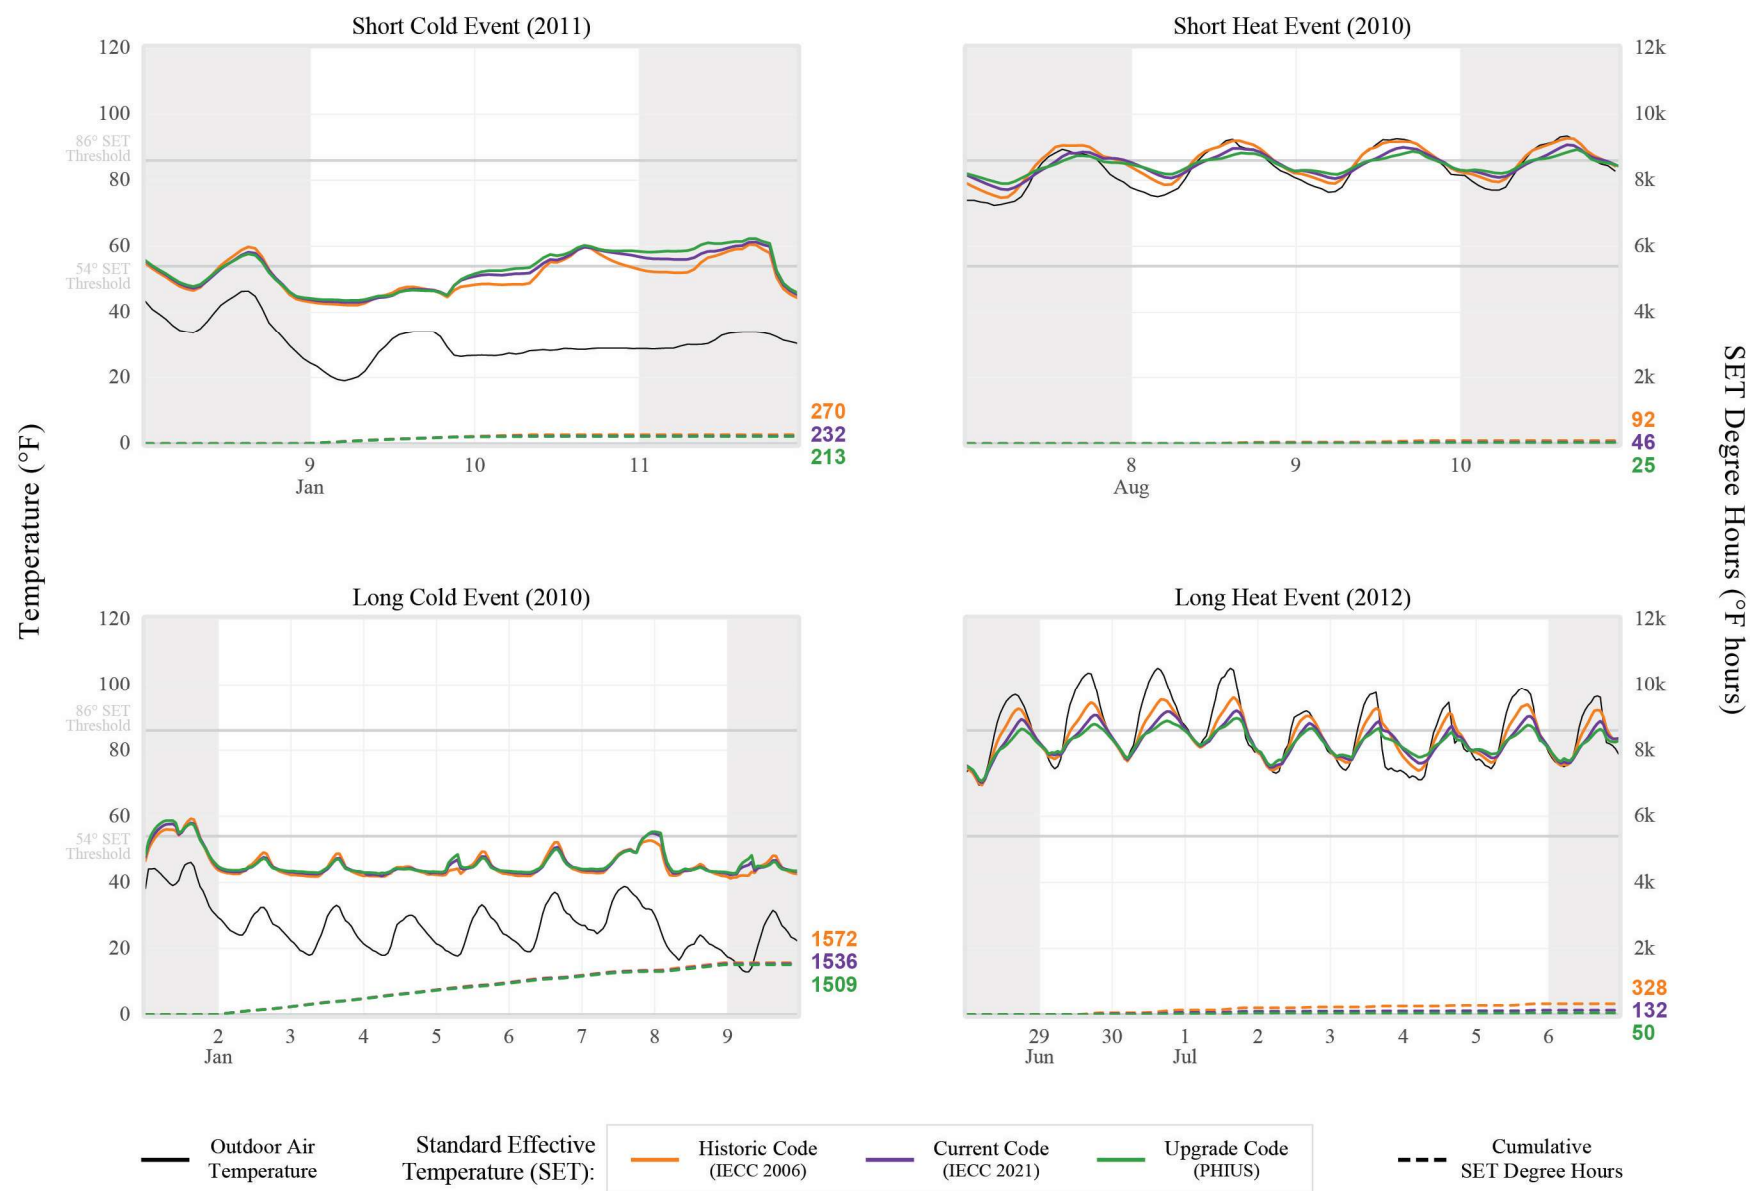 Short Cold Event (2011)
120
100
86° SET
Threshold
80
60
54° SET
Threshold
40
20
0
9
Jan
10
11
270
232
213
Short Heat Event (2010)
12k
10k
8k
6k
4k
2k
8
Aug
9
10
92
46
25
Temperature (°F)
SET Degree Hours (°F hours)
Long Cold Event (2010)
120
100
86° SET
Threshold
80
60
54° SET
Threshold
40
20
0
2
Jan
3
4
5
6
7
8
9
1572
1536
1509
Long Heat Event (2012)
12k
10k
8k
6k
4k
2k
29
Jun
30
1
Jul
2
3
4
5
6
328
132
50
Outdoor Air
Temperature
Standard Effective
Temperature (SET):
Historic Code
(IECC 2006)
Current Code
(IECC 2021)
Upgrade Code
(PHIUS)
Cumulative
SET Degree Hours